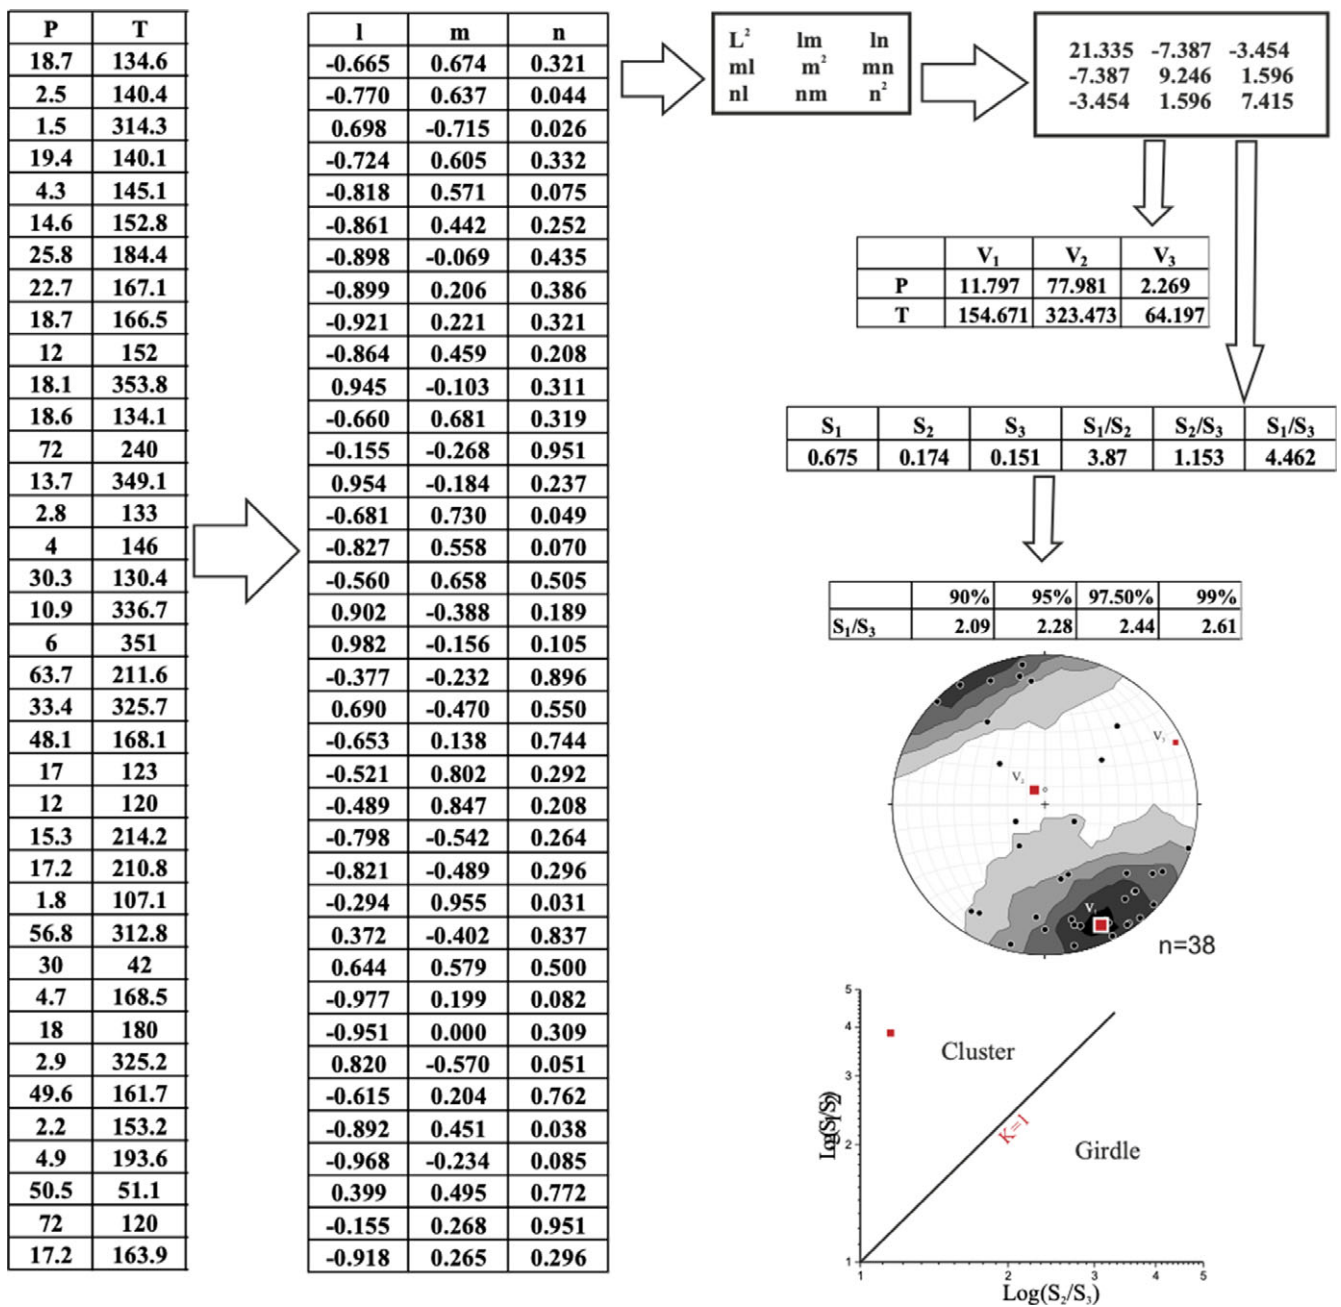 P T
18.7 134.6
2.5 140.4
1.5 314.3
19.4 140.1
4.3 145.1
14.6 152.8
25.8 184.4
22.7 167.1
18.7 166.5
12 152
18.1 353.8
18.6 134.1
72 240
13.7 349.1
2.8 133
4 146
30.3 130.4
10.9 336.7
6 351
63.7 211.6
33.4 325.7
48.1 168.1
17 123
12 120
15.3 214.2
17.2 210.8
1.8 107.1
56.8 312.8
30 42
4.7 168.5
18 180
2.9 325.2
49.6 161.7
2.2 153.2
4.9 193.6
50.5 51.1
72 120
17.2 163.9
l m n
-0.665 0.674 0.321
-0.770 0.637 0.044
0.698 -0.715 0.026
-0.724 0.605 0.332
-0.818 0.571 0.075
-0.861 0.442 0.252
-0.898 -0.069 0.435
-0.899 0.206 0.386
-0.921 0.221 0.321
-0.864 0.459 0.208
0.945 -0.103 0.311
-0.660 0.681 0.319
-0.155 -0.268 0.951
0.954 -0.184 0.237
-0.681 0.730 0.049
-0.827 0.558 0.070
-0.560 0.658 0.505
0.902 -0.388 0.189
0.982 -0.156 0.105
-0.377 -0.232 0.896
0.690 -0.470 0.550
-0.653 0.138 0.744
-0.521 0.802 0.292
-0.489 0.847 0.208
-0.798 -0.542 0.264
-0.821 -0.489 0.296
-0.294 0.955 0.031
0.372 -0.402 0.837
0.644 0.579 0.500
-0.977 0.199 0.082
-0.951 0.000 0.309
0.820 -0.570 0.051
-0.615 0.204 0.762
-0.892 0.451 0.038
-0.968 -0.234 0.085
0.399 0.495 0.772
-0.155 0.268 0.951
-0.918 0.265 0.296
L² lm ln
ml m² mn
nl nm n²
21.335 -7.387 -3.454
-7.387 9.246 1.596
-3.454 1.596 7.415
V₁ V₂ V₃
P 11.797 77.981 2.269
T 154.671 323.473 64.197
S₁ S₂ S₃ S₁/S₂ S₂/S₃ S₁/S₃
0.675 0.174 0.151 3.87 1.153 4.462
90% 95% 97.50% 99%
S₁/S₃ 2.09 2.28 2.44 2.61
V₃
V₂
V₁
n=38
5
4
3
2
1
Log(S₁/S₂)
Cluster
K=1
Girdle
1 2 3 4 5
Log(S₂/S₃)